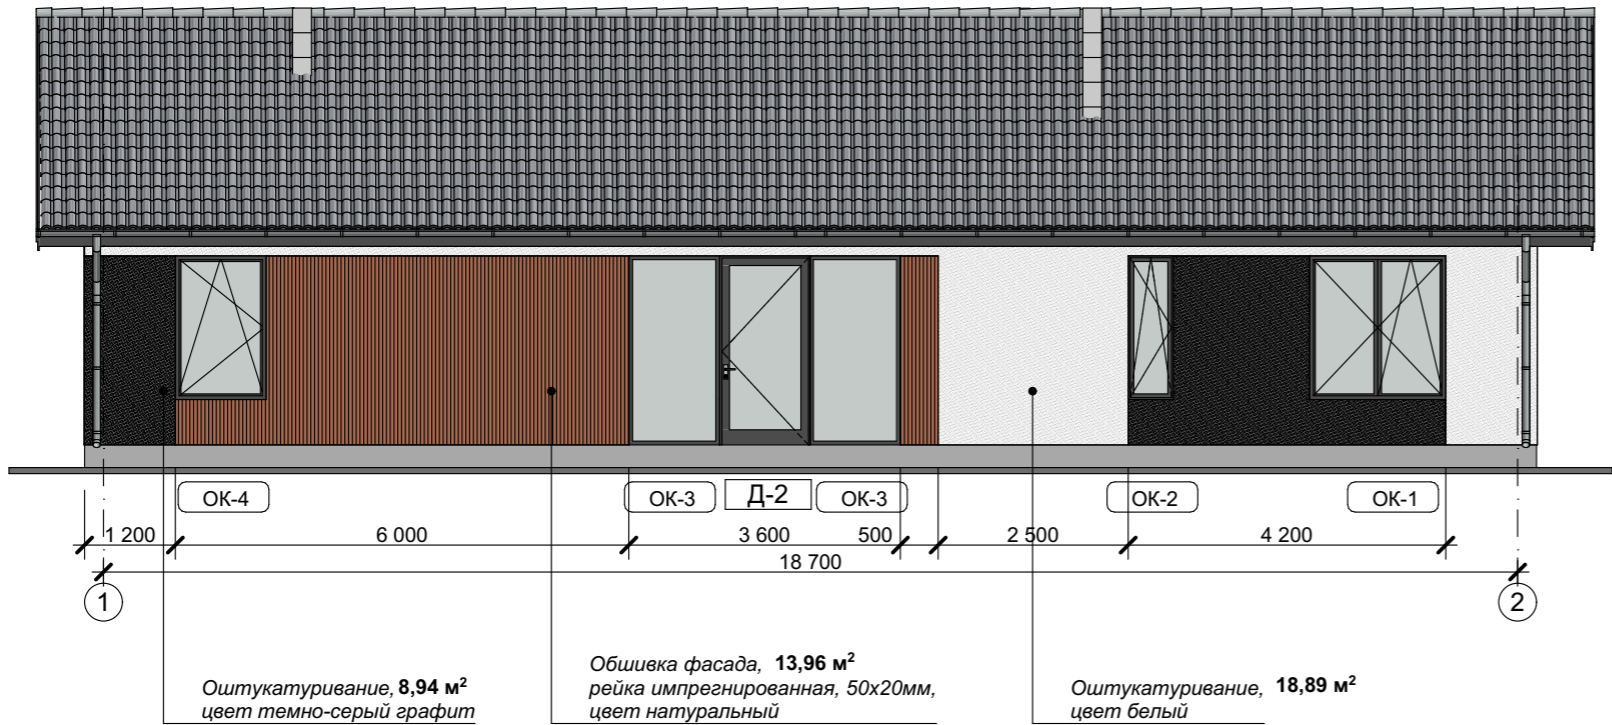 ОК-4 ОК-3 Д-2 ОК-3 ОК-2 ОК-1
1 200 6 000 3 600 500 2 500 4 200
18 700
1 2
Оштукатуривание, 8,94 м²
цвет темно-серый графит
Обшивка фасада, 13,96 м²
рейка импрегнированная, 50х20мм,
цвет натуральный
Оштукатуривание, 18,89 м²
цвет белый